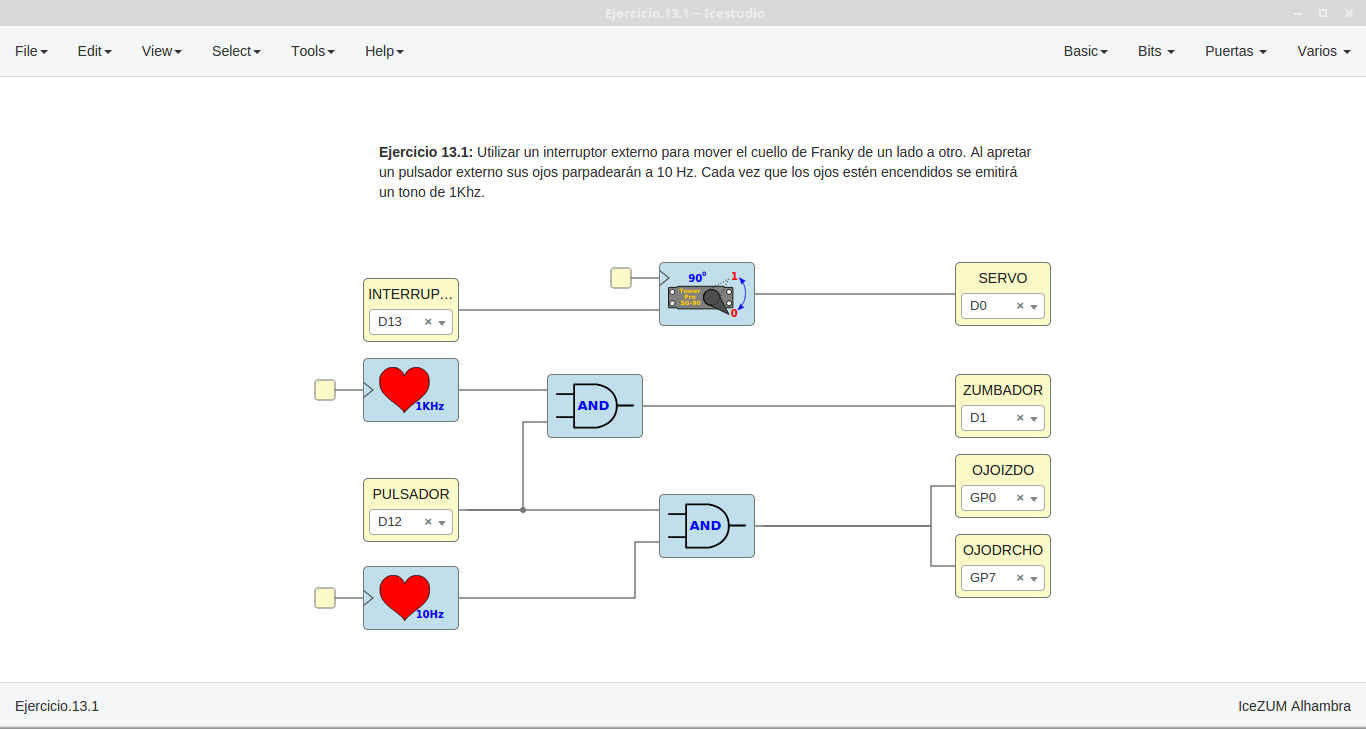 Ejercicio.13.1 – Icestudio
File Edit View Select Tools Help Basic Bits Puertas Varios
Ejercicio 13.1: Utilizar un interruptor externo para mover el cuello de Franky de un lado a otro. Al apretar
un pulsador externo sus ojos parpadearán a 10 Hz. Cada vez que los ojos estén encendidos se emitirá
un tono de 1Khz.
INTERRUP...
D13
90º
1
Tower
Pro
SG-90
0
SERVO
D0
1KHz
AND
ZUMBADOR
D1
PULSADOR
D12
AND
OJOIZDO
GP0
OJODRCHO
GP7
10Hz
Ejercicio.13.1
IceZUM Alhambra